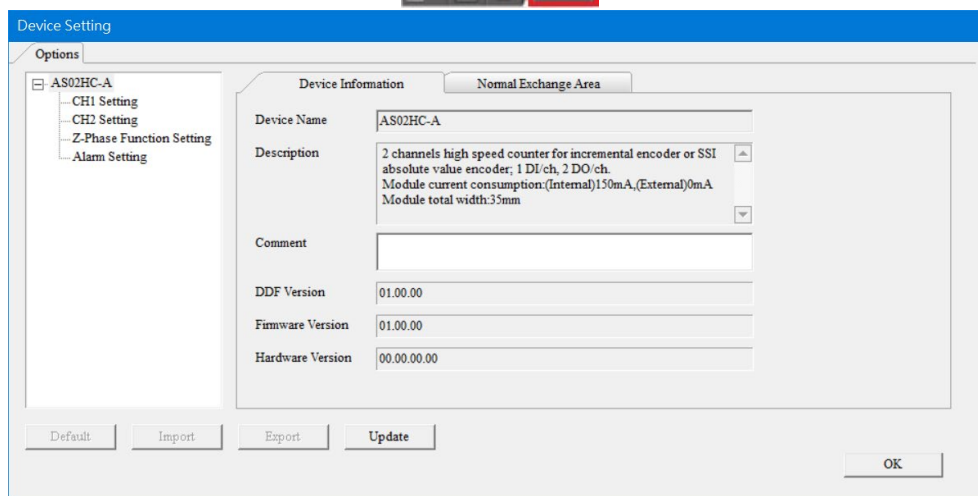 Device Setting
Options
AS02HC-A
CH1 Setting
CH2 Setting
Z-Phase Function Setting
Alarm Setting
Device Information
Normal Exchange Area
Device Name
AS02HC-A
Description
2 channels high speed counter for incremental encoder or SSI
absolute value encoder; 1 DI/ch, 2 DO/ch.
Module current consumption:(Internal)150mA,(External)0mA
Module total width:35mm
Comment
DDF Version
01.00.00
Firmware Version
01.00.00
Hardware Version
00.00.00.00
Default
Import
Export
Update
OK